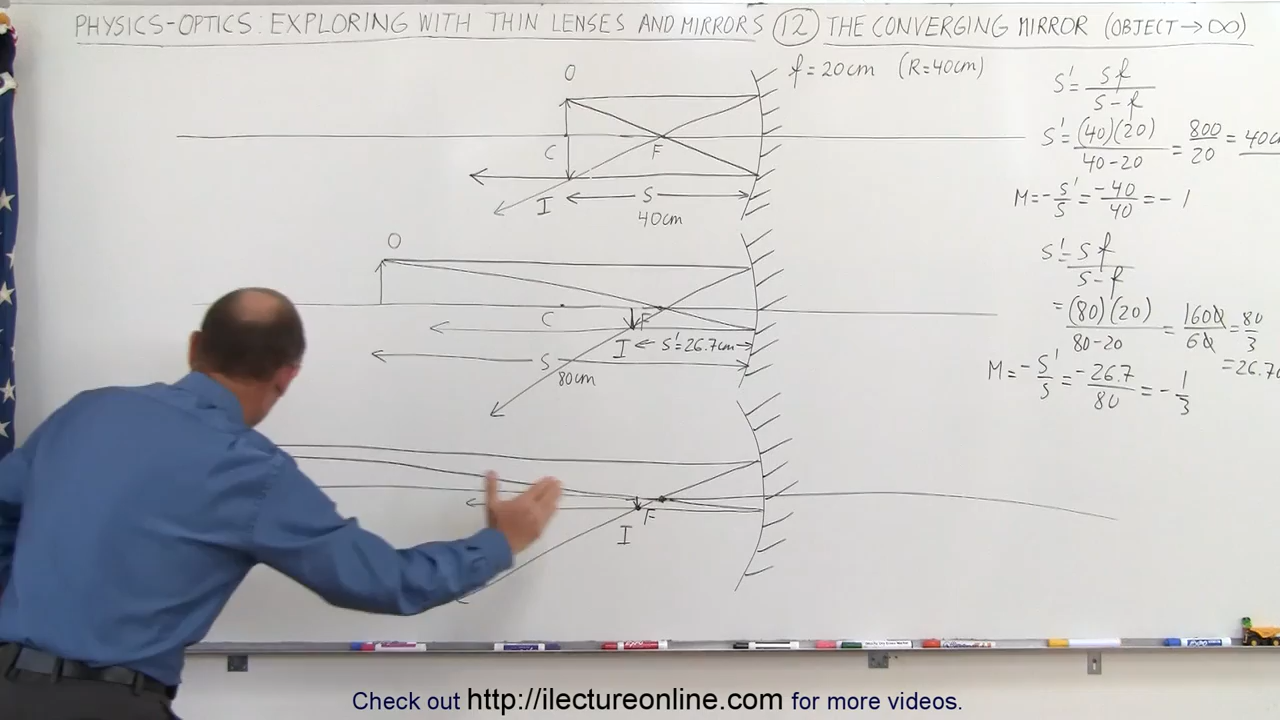 PHYSICS-OPTICS: EXPLORING WITH THIN LENSES AND MIRRORS (12) THE CONVERGING MIRROR (OBJECT→∞)
f = 20cm (R=40cm)
O
C
F
I
S
40cm
S' = Sf / (S-f)
S' = (40)(20) / (40-20) = 800/20 = 40c
M = -S'/S = -40/40 = -1
O
C
F
I
S'=26.7cm
S
80cm
S' = Sf / (S-f)
= (80)(20) / (80-20) = 1600/60 = 80/3
= 26.7c
M = -S'/S = -26.7/80 = -1/3
F
I
Check out http://ilectureonline.com for more videos.